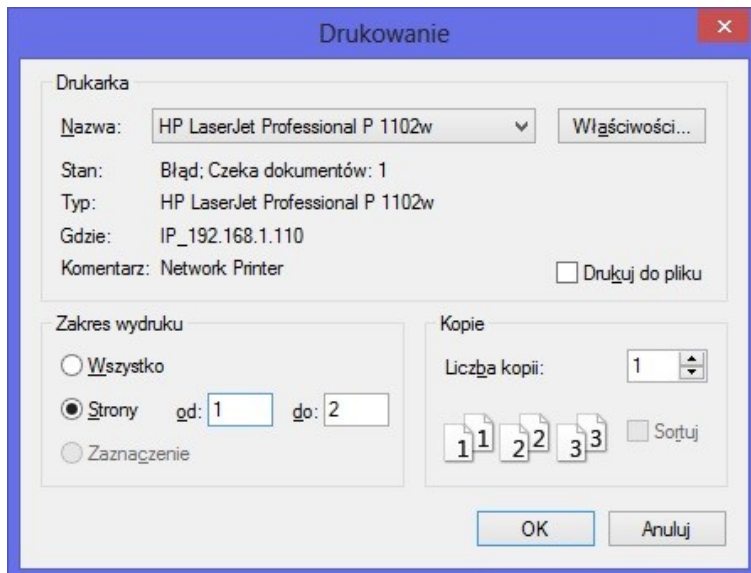 Drukowanie
Drukarka
Nazwa: HP LaserJet Professional P 1102w Właściwości...
Stan: Błąd; Czeka dokumentów: 1
Typ: HP LaserJet Professional P 1102w
Gdzie: IP_192.168.1.110
Komentarz: Network Printer Drukuj do pliku
Zakres wydruku
Wszystko
Strony od: 1 do: 2
Zaznaczenie
Kopie
Liczba kopii: 1
1 1 2 2 3 3 Sortuj
OK Anuluj